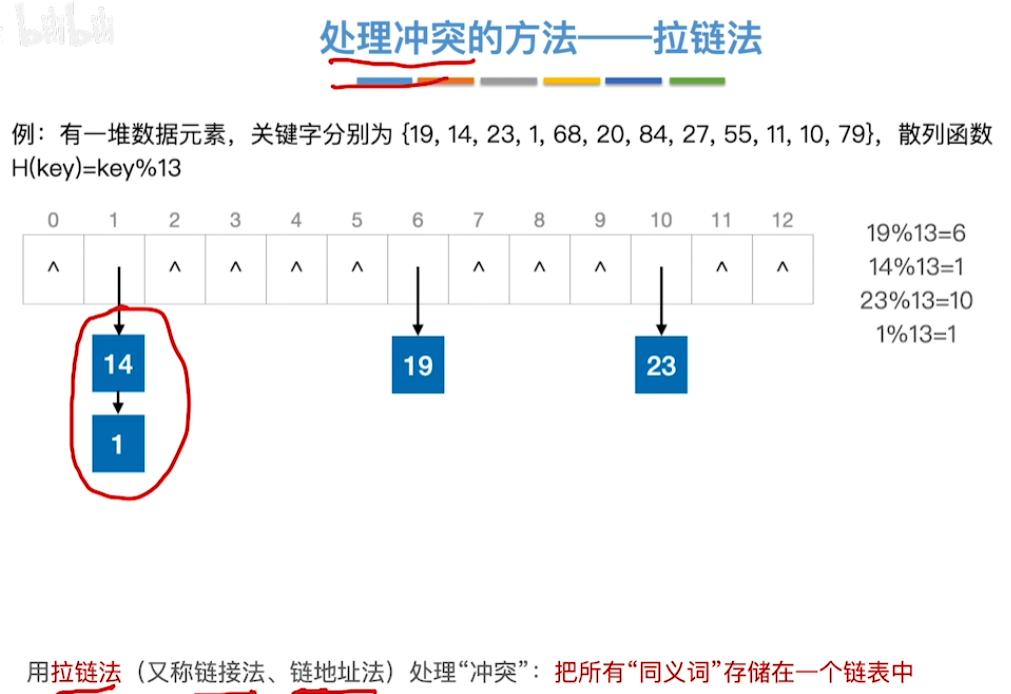 bilibili
处理冲突的方法——拉链法
例：有一堆数据元素，关键字分别为 {19, 14, 23, 1, 68, 20, 84, 27, 55, 11, 10, 79}，散列函数
H(key)=key%13
0 1 2 3 4 5 6 7 8 9 10 11 12
^ ^ ^ ^ ^ ^ ^ ^ ^ ^
19%13=6
14%13=1
23%13=10
1%13=1
14 19 23
1
用拉链法（又称链接法、链地址法）处理“冲突”：把所有“同义词”存储在一个链表中